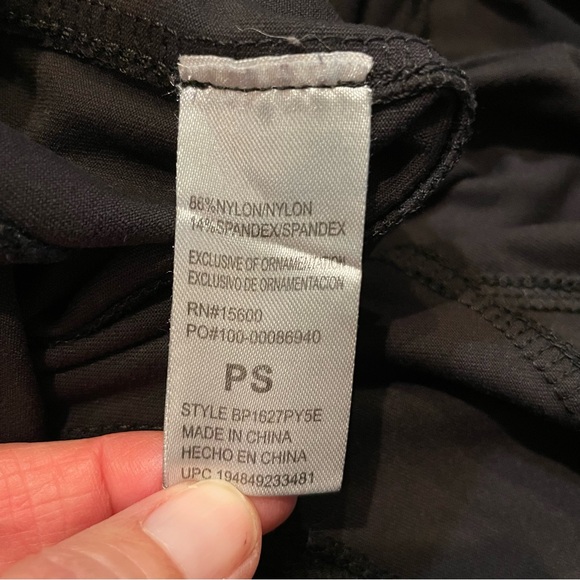 86%NYLON/NYLON
14%SPANDEX/SPANDEX
EXCLUSIVE OF ORNAMENTATION
EXCLUSIVO DE ORNAMENTACION
RN#15600
PO#100-00086940
PS
STYLE BP1627PY5E
MADE IN CHINA
HECHO EN CHINA
UPC 194849233481